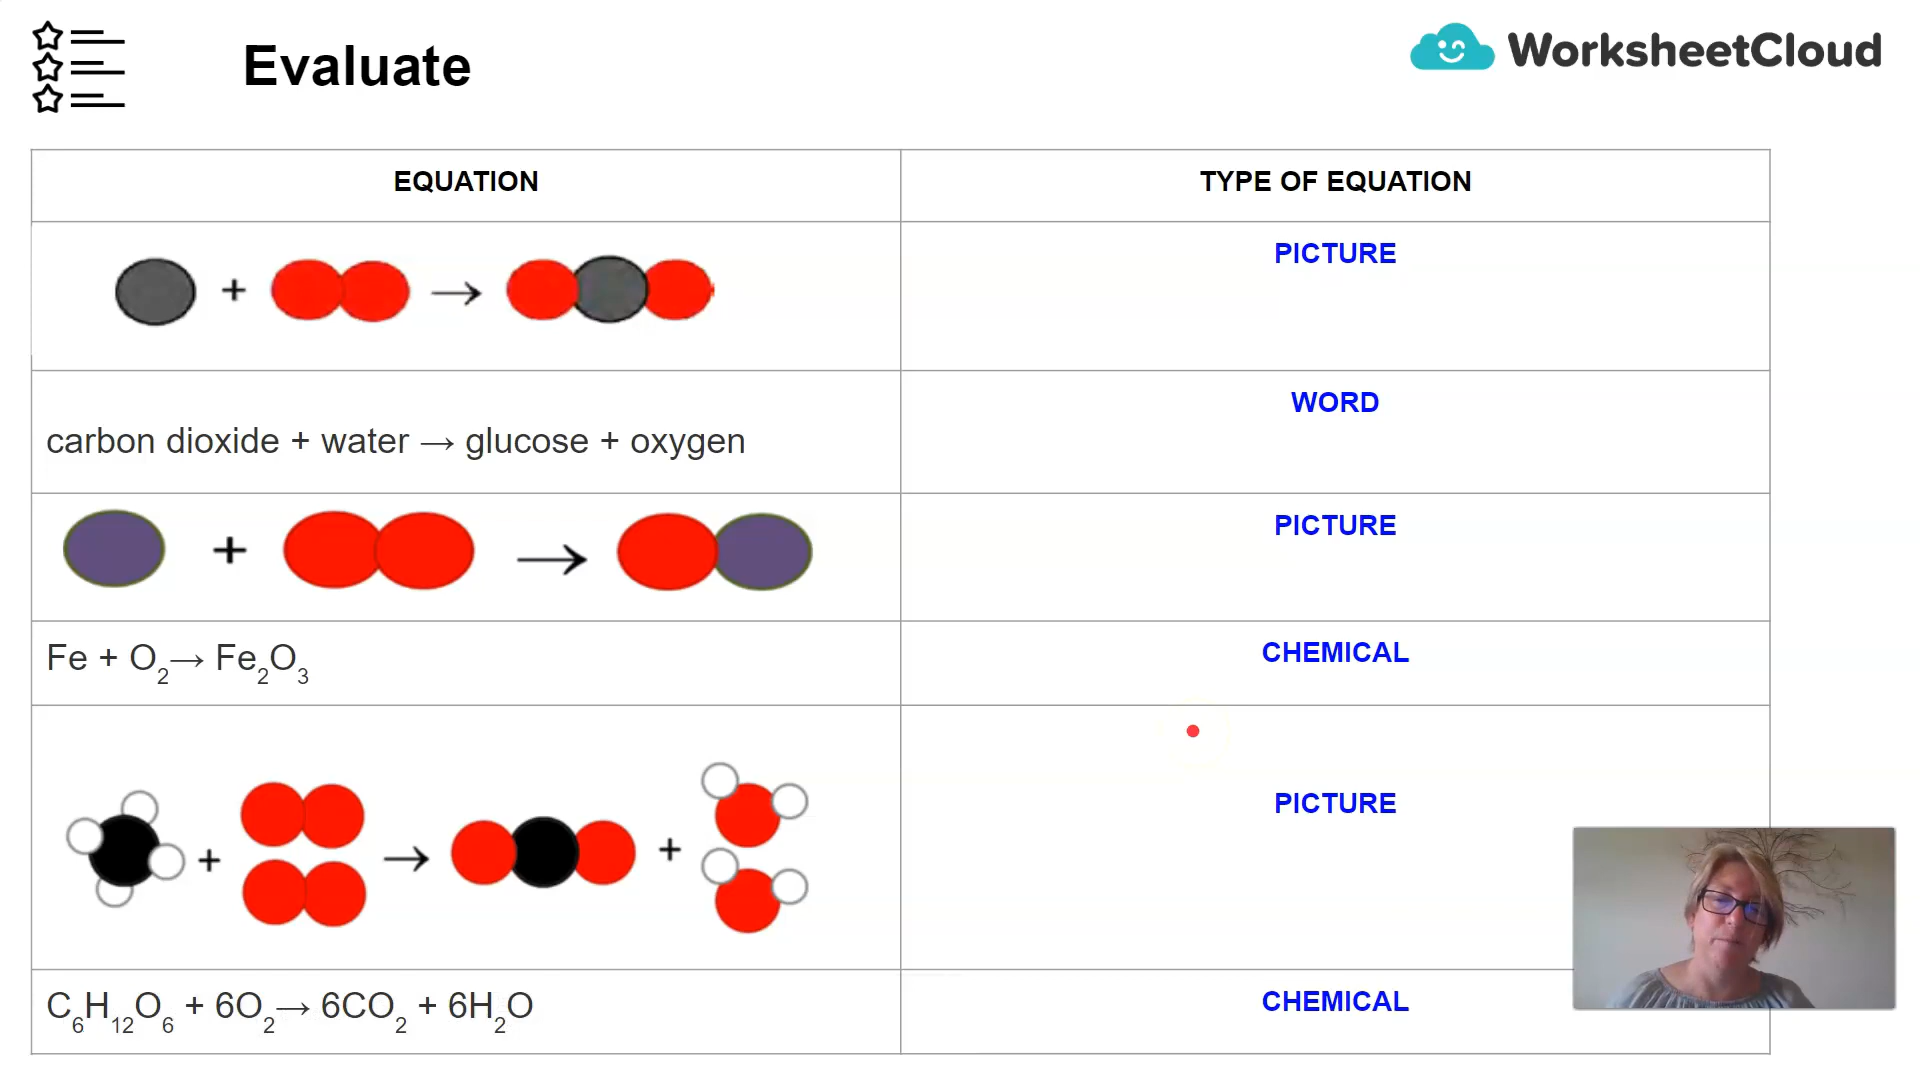 Evaluate
WorksheetCloud
EQUATION
TYPE OF EQUATION
+ →
PICTURE
carbon dioxide + water → glucose + oxygen
WORD
+ →
PICTURE
Fe + O₂→ Fe₂O₃
CHEMICAL
+ → +
PICTURE
C₆H₁₂O₆ + 6O₂→ 6CO₂ + 6H₂O
CHEMICAL